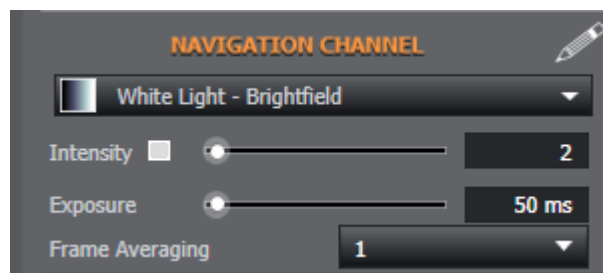 NAVIGATION CHANNEL
White Light - Brightfield
Intensity 2
Exposure 50 ms
Frame Averaging 1